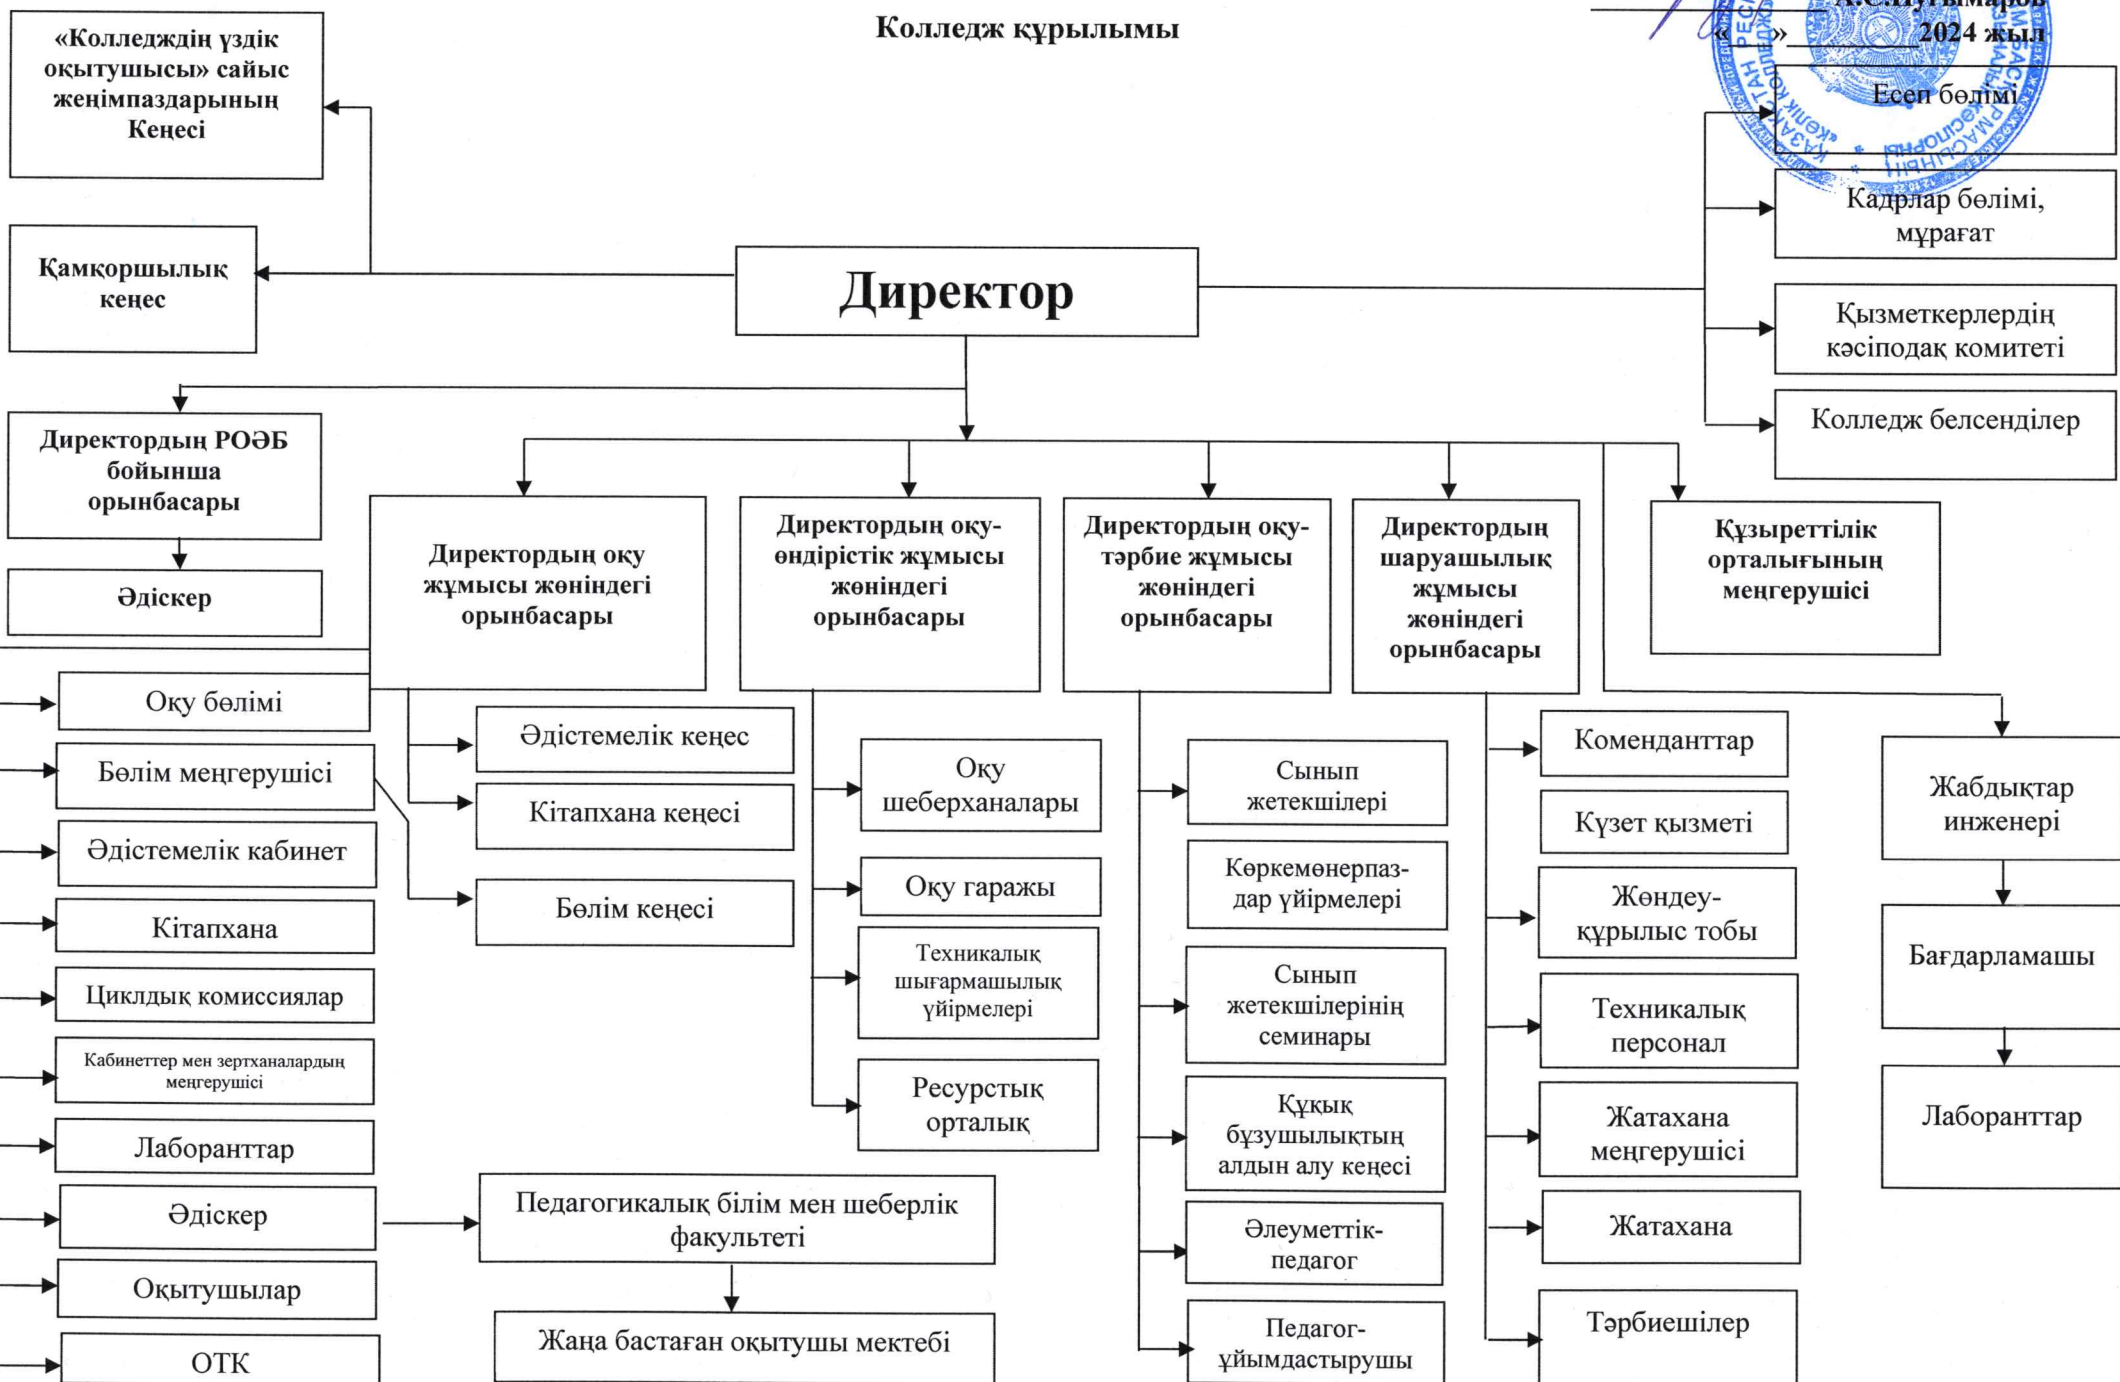 Колледж құрылымы
2024 жыл
«Колледждің үздік
оқытушысы» сайыс
жеңімпаздарының
Кеңесі
Қамқоршылық
кеңес
Директор
Есеп бөлімі
Кадрлар бөлімі,
мұрағат
Қызметкерлердің
кәсіподақ комитеті
Колледж белсенділер
Директордың РОӘБ
бойынша
орынбасары
Әдіскер
Директордың оқу
жұмысы жөніндегі
орынбасары
Директордың оқу-
өндірістік жұмысы
жөніндегі
орынбасары
Директордың оқу-
тәрбие жұмысы
жөніндегі
орынбасары
Директордың
шаруашылық
жұмысы
жөніндегі
орынбасары
Құзыреттілік
орталығының
меңгерушісі
Оқу бөлімі
Бөлім меңгерушісі
Әдістемелік кабинет
Кітапхана
Циклдық комиссиялар
Кабинеттер мен зертханалардың
меңгерушісі
Лаборанттар
Әдіскер
Оқытушылар
ОТК
Әдістемелік кеңес
Кітапхана кеңесі
Бөлім кеңесі
Педагогикалық білім мен шеберлік
факультеті
Жаңа бастаған оқытушы мектебі
Оқу
шеберханалары
Оқу гаражы
Техникалық
шығармашылық
үйірмелері
Ресурстық
орталық
Сынып
жетекшілері
Көркемөнерпаз-
дар үйірмелері
Сынып
жетекшілерінің
семинары
Құқық
бұзушылықтың
алдын алу кеңесі
Әлеуметтік-
педагог
Педагог-
ұйымдастырушы
Коменданттар
Күзет қызметі
Жөндеу-
құрылыс тобы
Техникалық
персонал
Жатахана
меңгерушісі
Жатахана
Тәрбиешілер
Жабдықтар
инженері
Бағдарламашы
Лаборанттар